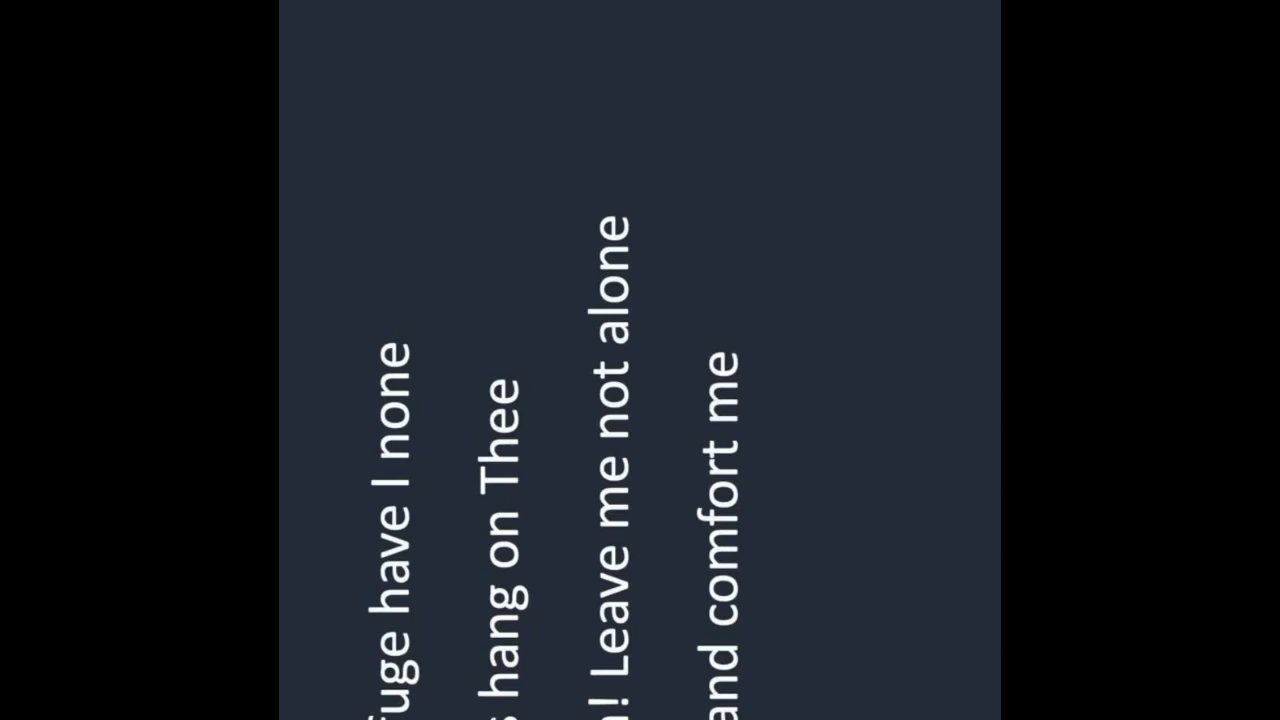 fuge have I none
hang on Thee
! Leave me not alone
and comfort me